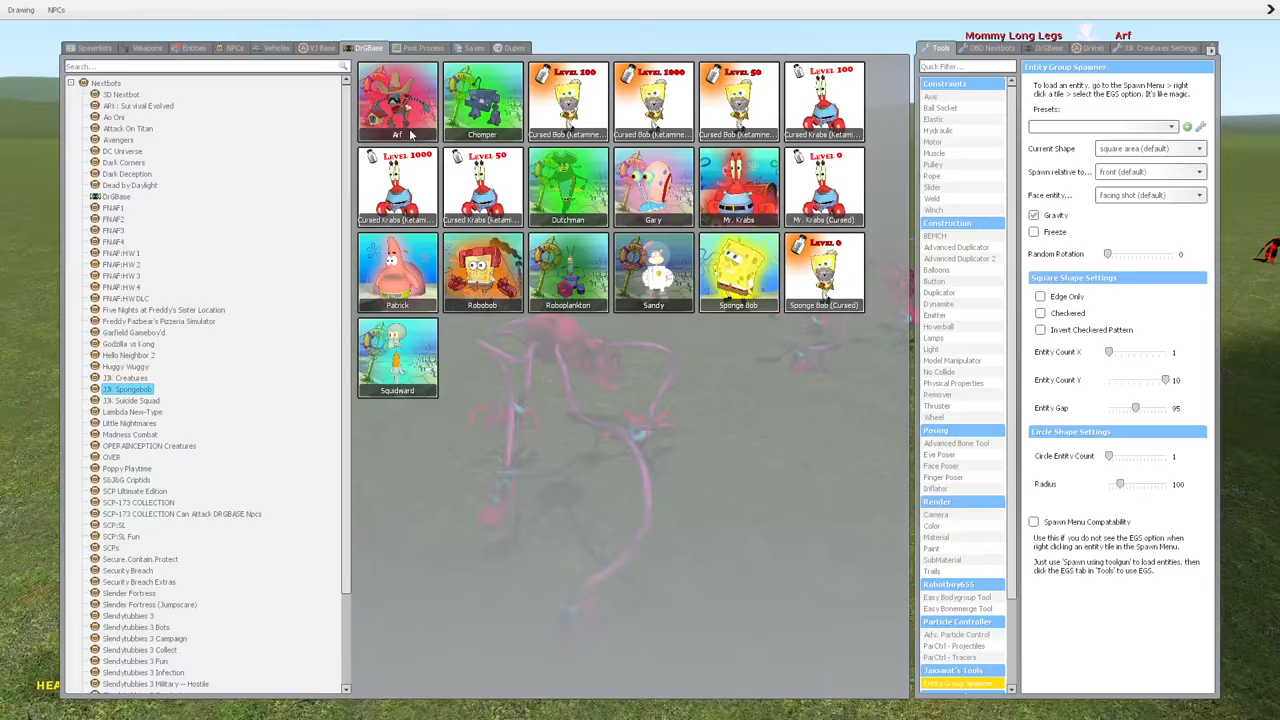 Drawing NPCs
Mommy Long Legs Arf
Spawnlists Weapons Entities NPCs Vehicles VJ Base DrGBase Post Process Saves Dupes
Search...
Nextbots
3D Nextbot
ARK: Survival Evolved
Ao Oni
Attack On Titan
Avengers
DC Universe
Dark Corners
Dark Deception
Dead by Daylight
DrGBase
FNAF1
FNAF2
FNAF3
FNAF4
FNAF:HW 1
FNAF:HW 2
FNAF:HW 3
FNAF:HW 4
FNAF:HW DLC
Five Nights at Freddy's Sister Location
Freddy Fazbear's Pizzeria Simulator
Garfield Gameboy'd
Godzilla vs Kong
Hello Neighbor 2
Huggy Wuggy
JJK Creatures
JJK Spongebob
JJK Suicide Squad
Lambda New-Type
Little Nightmares
Madness Combat
OPERAINCEPTION Creatures
OVER
Poppy Playtime
S&J&G Criptids
SCP Ultimate Edition
SCP-173 COLLECTION
SCP-173 COLLECTION Can Attack DRGBASE Npcs
SCP:SL
SCP:SL Fun
SCPs
Secure.Contain.Protect
Security Breach
Security Breach Extras
Slender Fortress
Slender Fortress (Jumpscare)
Slendytubbies 3
Slendytubbies 3 Bots
Slendytubbies 3 Campaign
Slendytubbies 3 Collect
Slendytubbies 3 Fun
Slendytubbies 3 Infection
Slendytubbies 3 Military -- Hostile
LEVEL 100 LEVEL 1000 LEVEL 50 LEVEL 100
Arf Chomper Cursed Bob (Ketamine... Cursed Bob (Ketamine... Cursed Bob (Ketamine... Cursed Krabs (Ketami...
LEVEL 1000 LEVEL 50 LEVEL 0
Cursed Krabs (Ketami... Cursed Krabs (Ketami... Dutchman Gary Mr. Krabs Mr. Krabs (Cursed)
LEVEL 0
Patrick Robobob Roboplankton Sandy Sponge Bob Sponge Bob (Cursed)
Squidward
Tools DBD Nextbots DrGBase Drivrej JJK Creatures Settings
Quick Filter...
Constraints
Axis
Ball Socket
Elastic
Hydraulic
Motor
Muscle
Pulley
Rope
Slider
Weld
Winch
Construction
BEMCH
Advanced Duplicator
Advanced Duplicator 2
Balloons
Button
Duplicator
Dynamite
Emitter
Hoverball
Lamps
Light
Model Manipulator
No Collide
Physical Properties
Remover
Thruster
Wheel
Posing
Advanced Bone Tool
Eye Poser
Face Poser
Finger Poser
Inflator
Render
Camera
Color
Material
Paint
SubMaterial
Trails
Robotboy655
Easy Bodygroup Tool
Easy Bonemerge Tool
Particle Controller
Adv. Particle Control
ParCtrl - Projectiles
ParCtrl - Tracers
Jaxswat's Tools
Entity Group Spawner
Entity Group Spawner
To load an entity, go to the Spawn Menu > right
click a tile > select the EGS option. It's like magic.
Presets:
Current Shape square area (default)
Spawn relative to... front (default)
Face entity... facing shot (default)
Gravity
Freeze
Random Rotation 0
Square Shape Settings
Edge Only
Checkered
Invert Checkered Pattern
Entity Count X 1
Entity Count Y 10
Entity Gap 95
Circle Shape Settings
Circle Entity Count 1
Radius 100
Spawn Menu Compatability
Use this if you do not see the EGS option when
right clicking an entity tile in the Spawn Menu.
Just use 'Spawn using toolgun' to load entities, then
click the EGS tab in 'Tools' to use EGS.
HEA